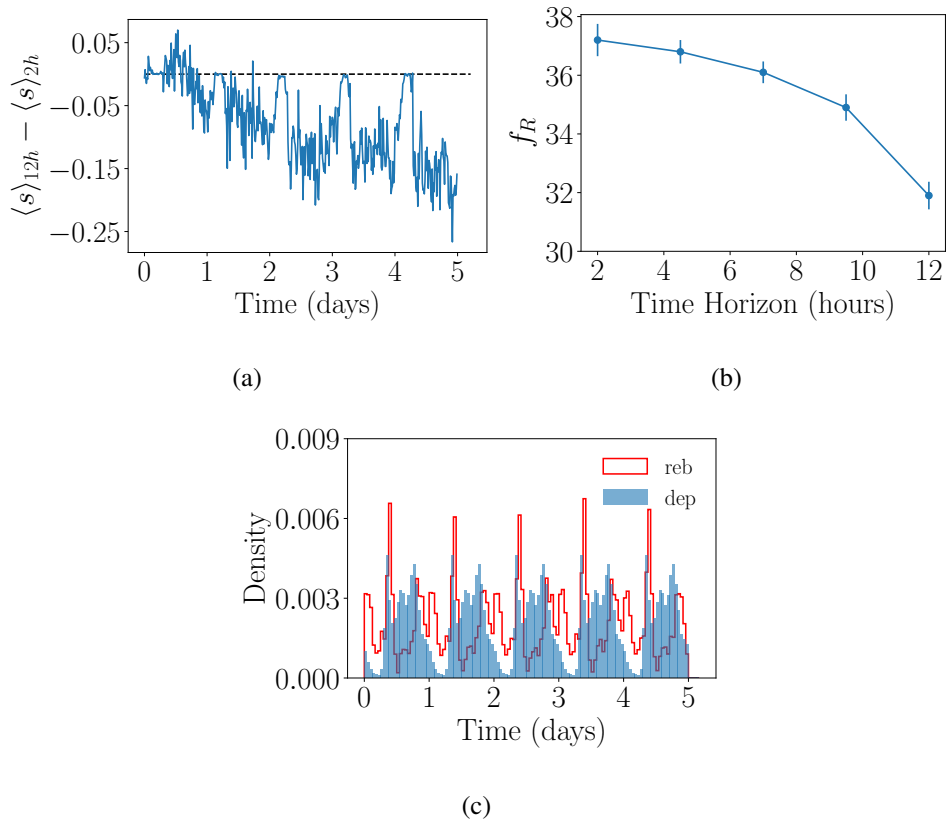 0.05
−0.05
−0.15
−0.25
⟨s⟩12h − ⟨s⟩2h
0 1 2 3 4 5
Time (days)
(a)
38
36
34
32
30
fR
2 4 6 8 10 12
Time Horizon (hours)
(b)
0.009
0.006
0.003
0.000
Density
reb
dep
0 1 2 3 4 5
Time (days)
(c)